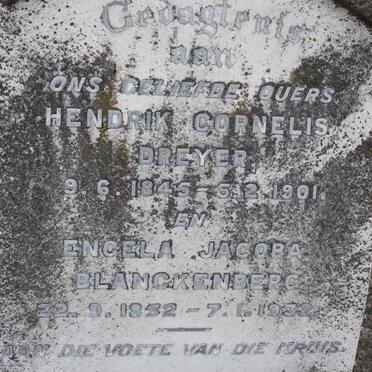 Gedagtenis
aan
ONS GELIEFDE OUERS
HENDRIK CORNELIS
DREYER,
9.6.1845 – 5.2.1901.
EN
ENGELA JACOBA
BLANCKENBERG
22.9.1852 – 7.1.1932.
AAN DIE VOETE VAN DIE KRUIS.